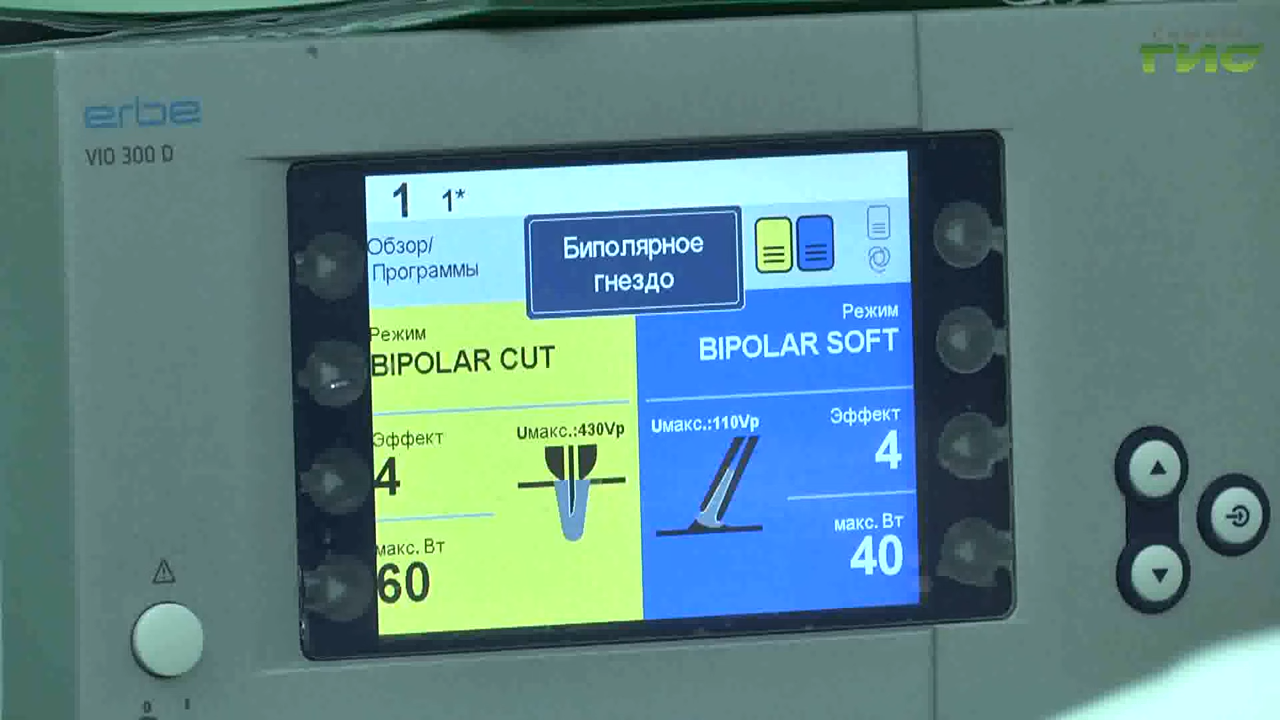 САМАРА
ГИС
erbe
VIO 300 D
1 1*
Обзор/
Программы
Биполярное
гнездо
Режим
BIPOLAR CUT
Эффект
4
Uмакс.:430Vp
макс. Вт
60
Режим
BIPOLAR SOFT
Uмакс.:110Vp
Эффект
4
макс. Вт
40
0 I